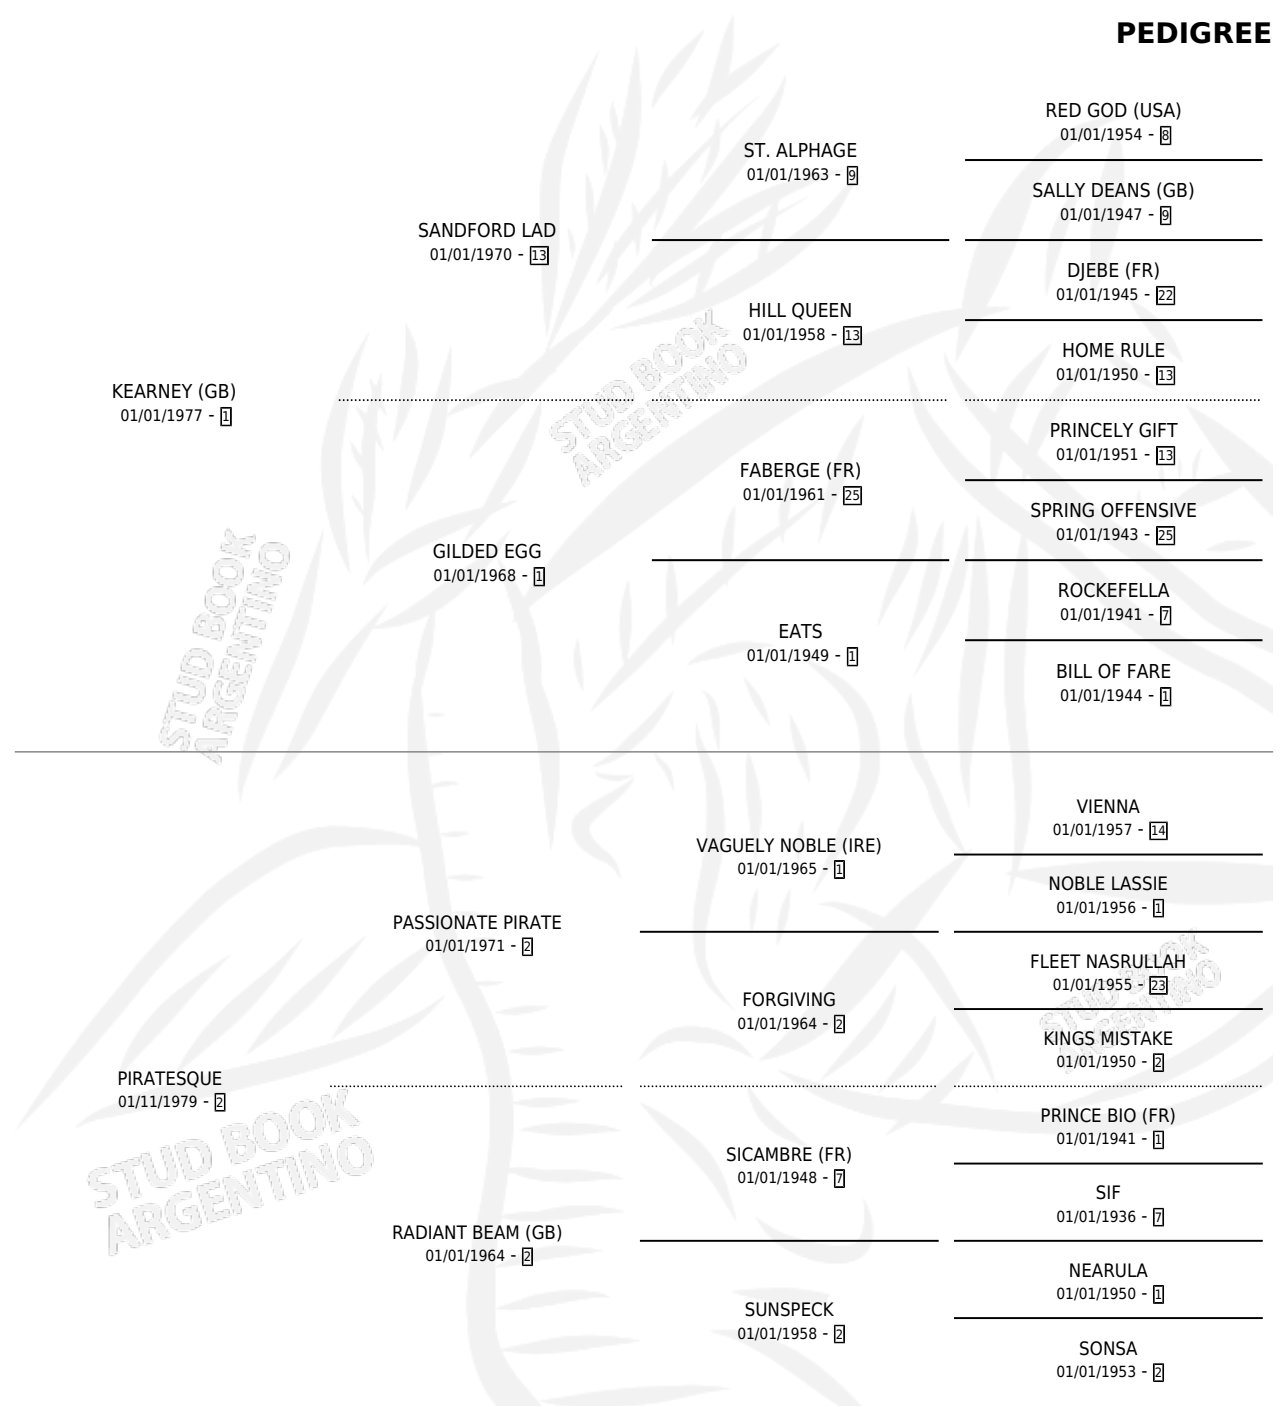 PEDIGREE
RED GOD (USA)
01/01/1954 - 8
ST. ALPHAGE
01/01/1963 - 9
SALLY DEANS (GB)
01/01/1947 - 9
SANDFORD LAD
01/01/1970 - 13
DJEBE (FR)
01/01/1945 - 22
HILL QUEEN
01/01/1958 - 13
HOME RULE
01/01/1950 - 13
KEARNEY (GB)
01/01/1977 - 1
PRINCELY GIFT
01/01/1951 - 13
FABERGE (FR)
01/01/1961 - 25
SPRING OFFENSIVE
01/01/1943 - 25
GILDED EGG
01/01/1968 - 1
ROCKEFELLA
01/01/1941 - 7
EATS
01/01/1949 - 1
BILL OF FARE
01/01/1944 - 1
VIENNA
01/01/1957 - 14
VAGUELY NOBLE (IRE)
01/01/1965 - 1
NOBLE LASSIE
01/01/1956 - 1
PASSIONATE PIRATE
01/01/1971 - 2
FLEET NASRULLAH
01/01/1955 - 23
FORGIVING
01/01/1964 - 2
KINGS MISTAKE
01/01/1950 - 2
PIRATESQUE
01/11/1979 - 2
PRINCE BIO (FR)
01/01/1941 - 1
SICAMBRE (FR)
01/01/1948 - 7
SIF
01/01/1936 - 7
RADIANT BEAM (GB)
01/01/1964 - 2
NEARULA
01/01/1950 - 1
SUNSPECK
01/01/1958 - 2
SONSA
01/01/1953 - 2
STUD BOOK
ARGENTINO
STUD BOOK
ARGENTINO
STUD BOOK
ARGENTINO
STUD BOOK
ARGENTINO